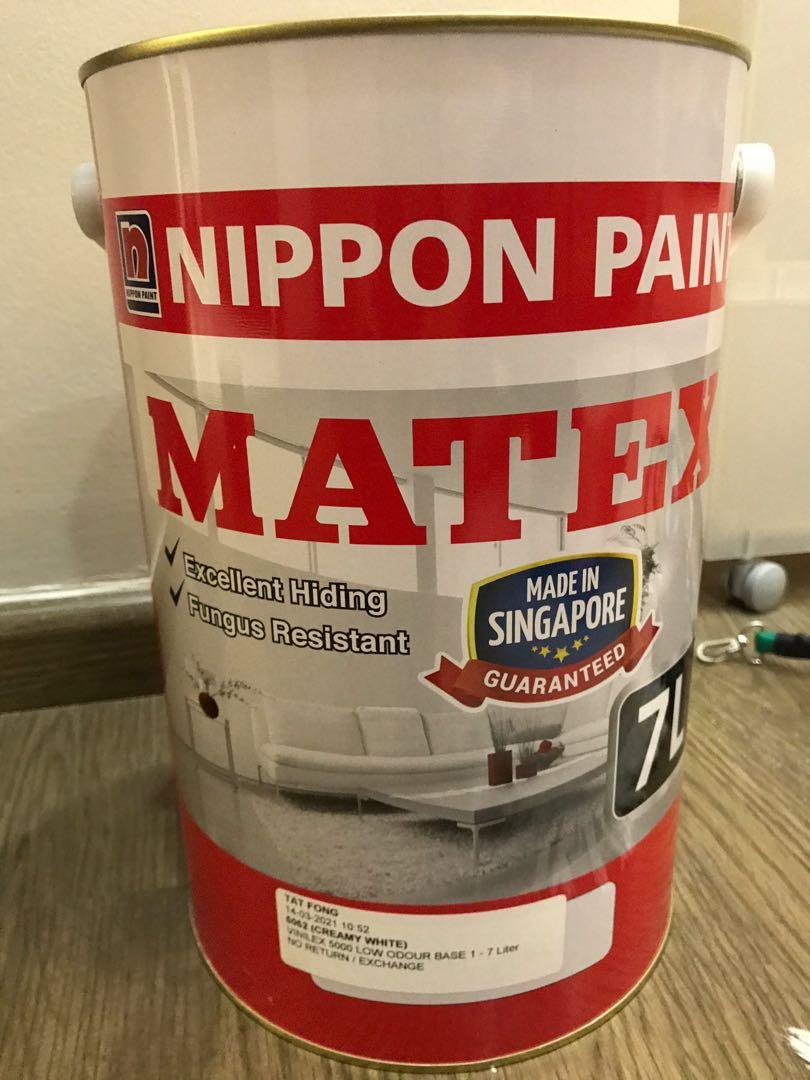 n
NIPPON PAINT
NIPPON PAINT
MATEX
Excellent Hiding
Fungus Resistant
MADE IN
SINGAPORE
GUARANTEED
7L
TAT FONG
14-03-2021 10:52
6062 (CREAMY WHITE)
VINILEX 5000 LOW ODOUR BASE 1 - 7 Liter
NO RETURN / EXCHANGE